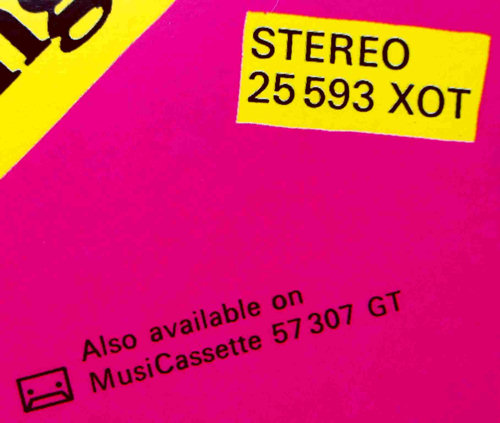 STEREO
25 593 XOT
Also available on
MusiCassette 57 307 GT